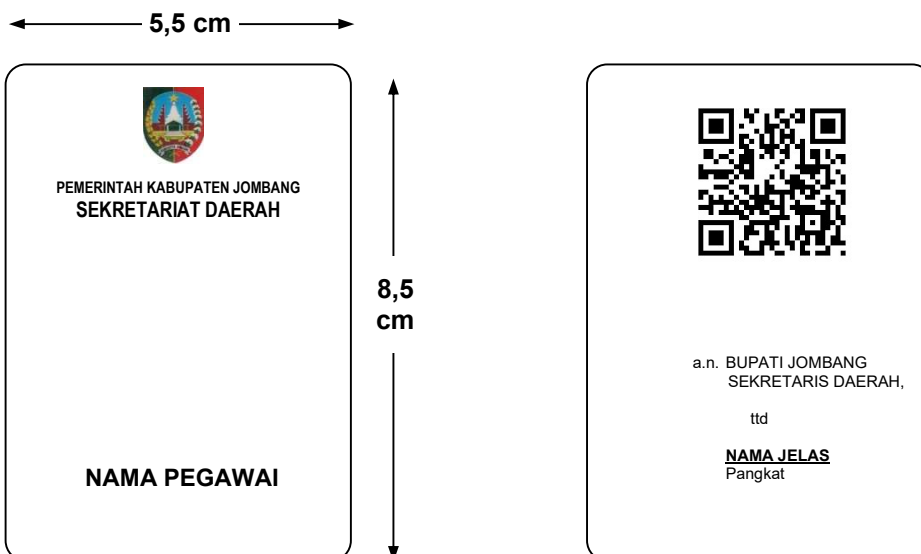 5,5 cm
PEMERINTAH KABUPATEN JOMBANG
SEKRETARIAT DAERAH
8,5
cm
NAMA PEGAWAI
a.n. BUPATI JOMBANG
SEKRETARIS DAERAH,
ttd
NAMA JELAS
Pangkat